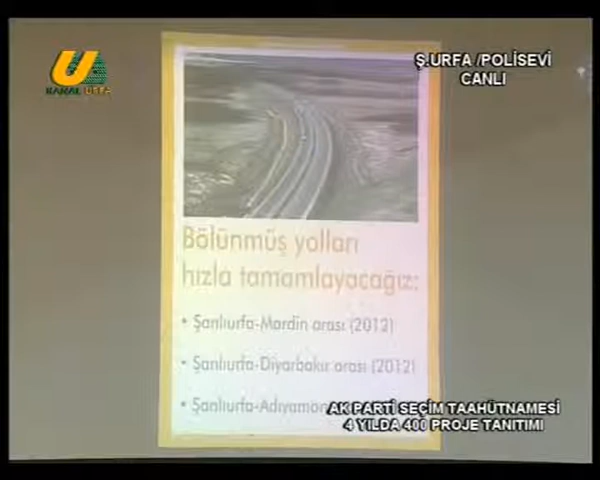 KANAL URFA
Ş.URFA /POLİSEVİ
CANLI
Bölünmüş yolları
hızla tamamlayacağız:
• Şanlıurfa-Mardin arası (2012)
• Şanlıurfa-Diyarbakır arası (2012)
• Şanlıurfa-Adıyaman
AK PARTİ SEÇİM TAAHÜTNAMESİ
4 YILDA 400 PROJE TANITIMI